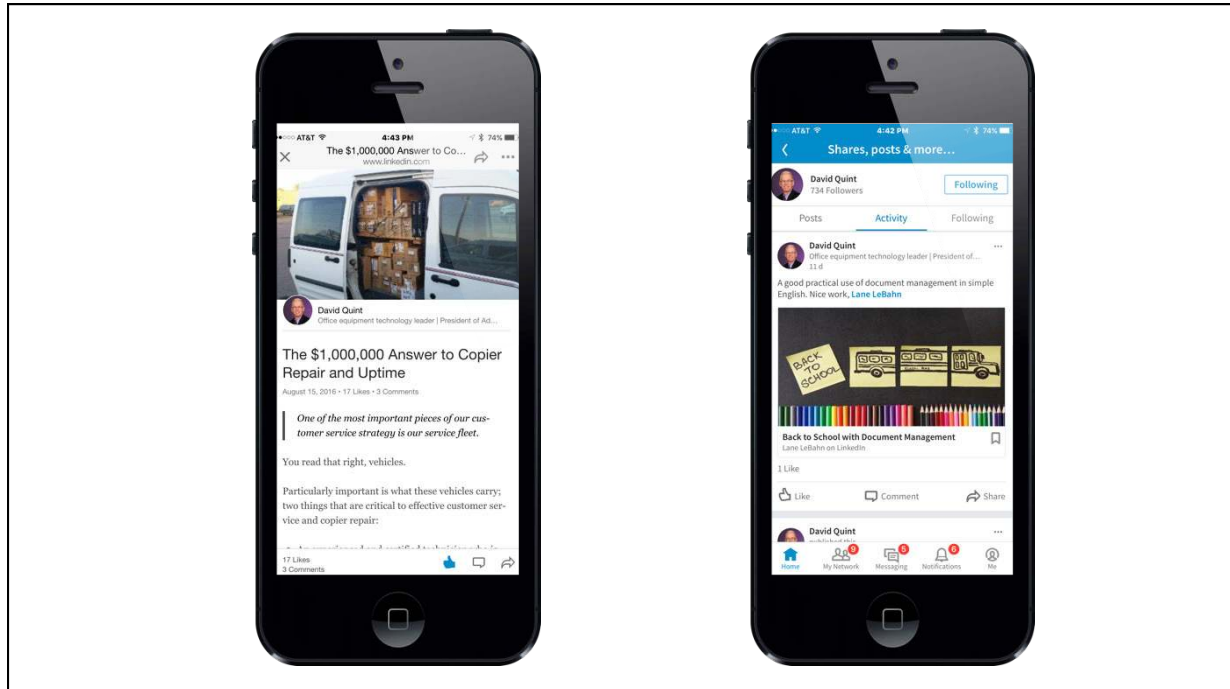 AT&T 4:43 PM 74%
The $1,000,000 Answer to Co...
www.linkedin.com
David Quint
Office equipment technology leader | President of Ad...
The $1,000,000 Answer to Copier
Repair and Uptime
August 15, 2016 • 17 Likes • 3 Comments
One of the most important pieces of our cus-
tomer service strategy is our service fleet.
You read that right, vehicles.
Particularly important is what these vehicles carry;
two things that are critical to effective customer ser-
vice and copier repair:
17 Likes
3 Comments
AT&T 4:42 PM 74%
Shares, posts & more...
David Quint
734 Followers
Following
Posts Activity Following
David Quint
Office equipment technology leader | President of...
11 d
A good practical use of document management in simple
English. Nice work, Lane LeBahn
BACK
TO
SCHOOL
Back to School with Document Management
Lane LeBahn on LinkedIn
1 Like
Like Comment Share
David Quint
9 5 6
Home My Network Messaging Notifications Me